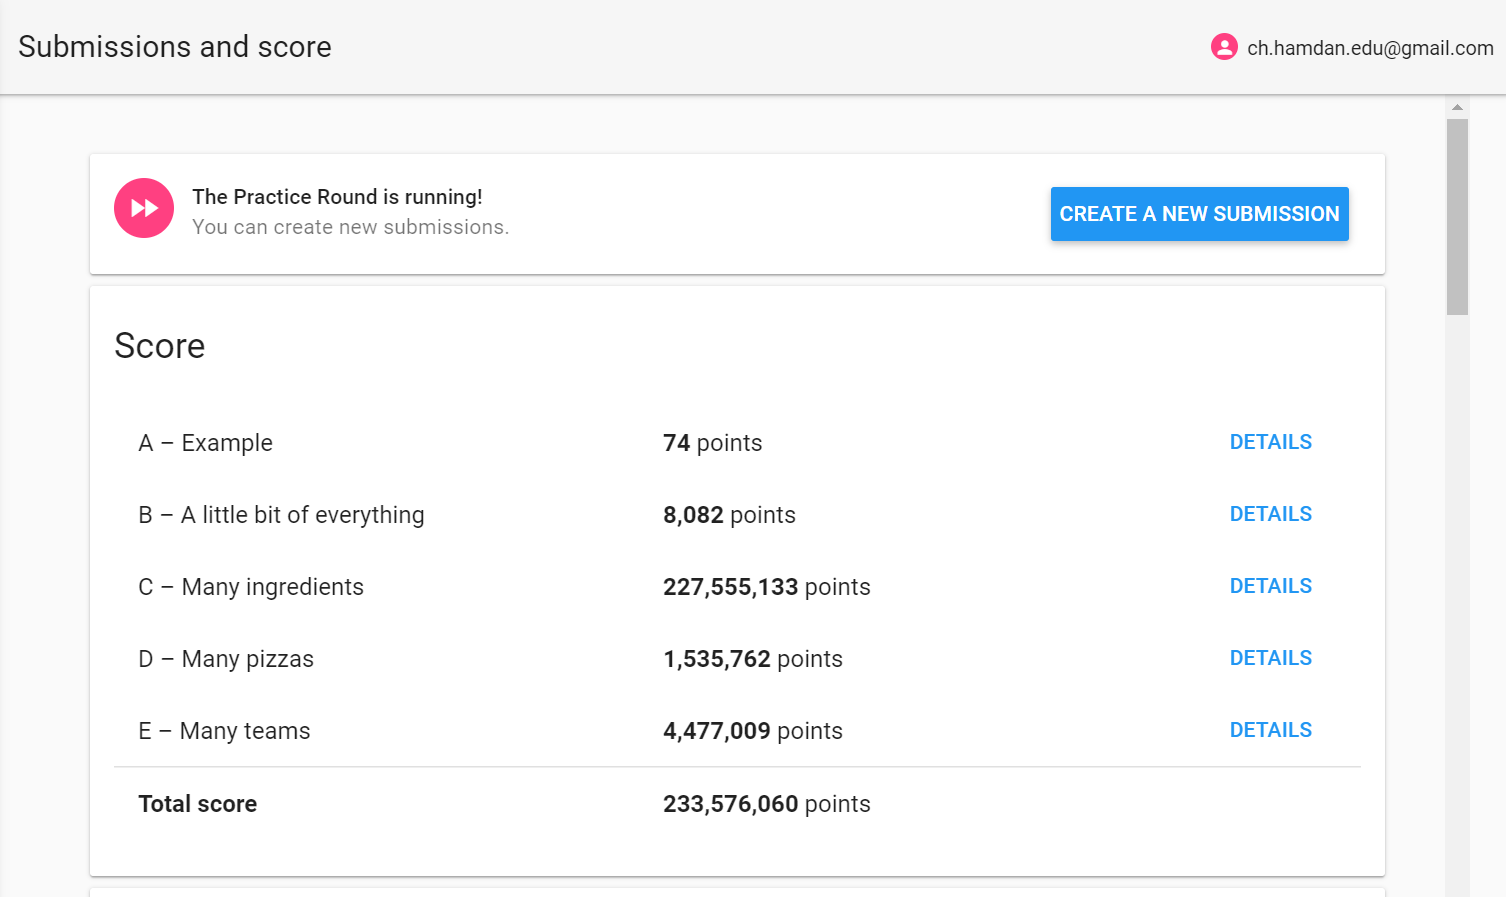 Submissions and score
ch.hamdan.edu@gmail.com
The Practice Round is running!
You can create new submissions.
CREATE A NEW SUBMISSION
Score
A – Example 74 points DETAILS
B – A little bit of everything 8,082 points DETAILS
C – Many ingredients 227,555,133 points DETAILS
D – Many pizzas 1,535,762 points DETAILS
E – Many teams 4,477,009 points DETAILS
Total score 233,576,060 points